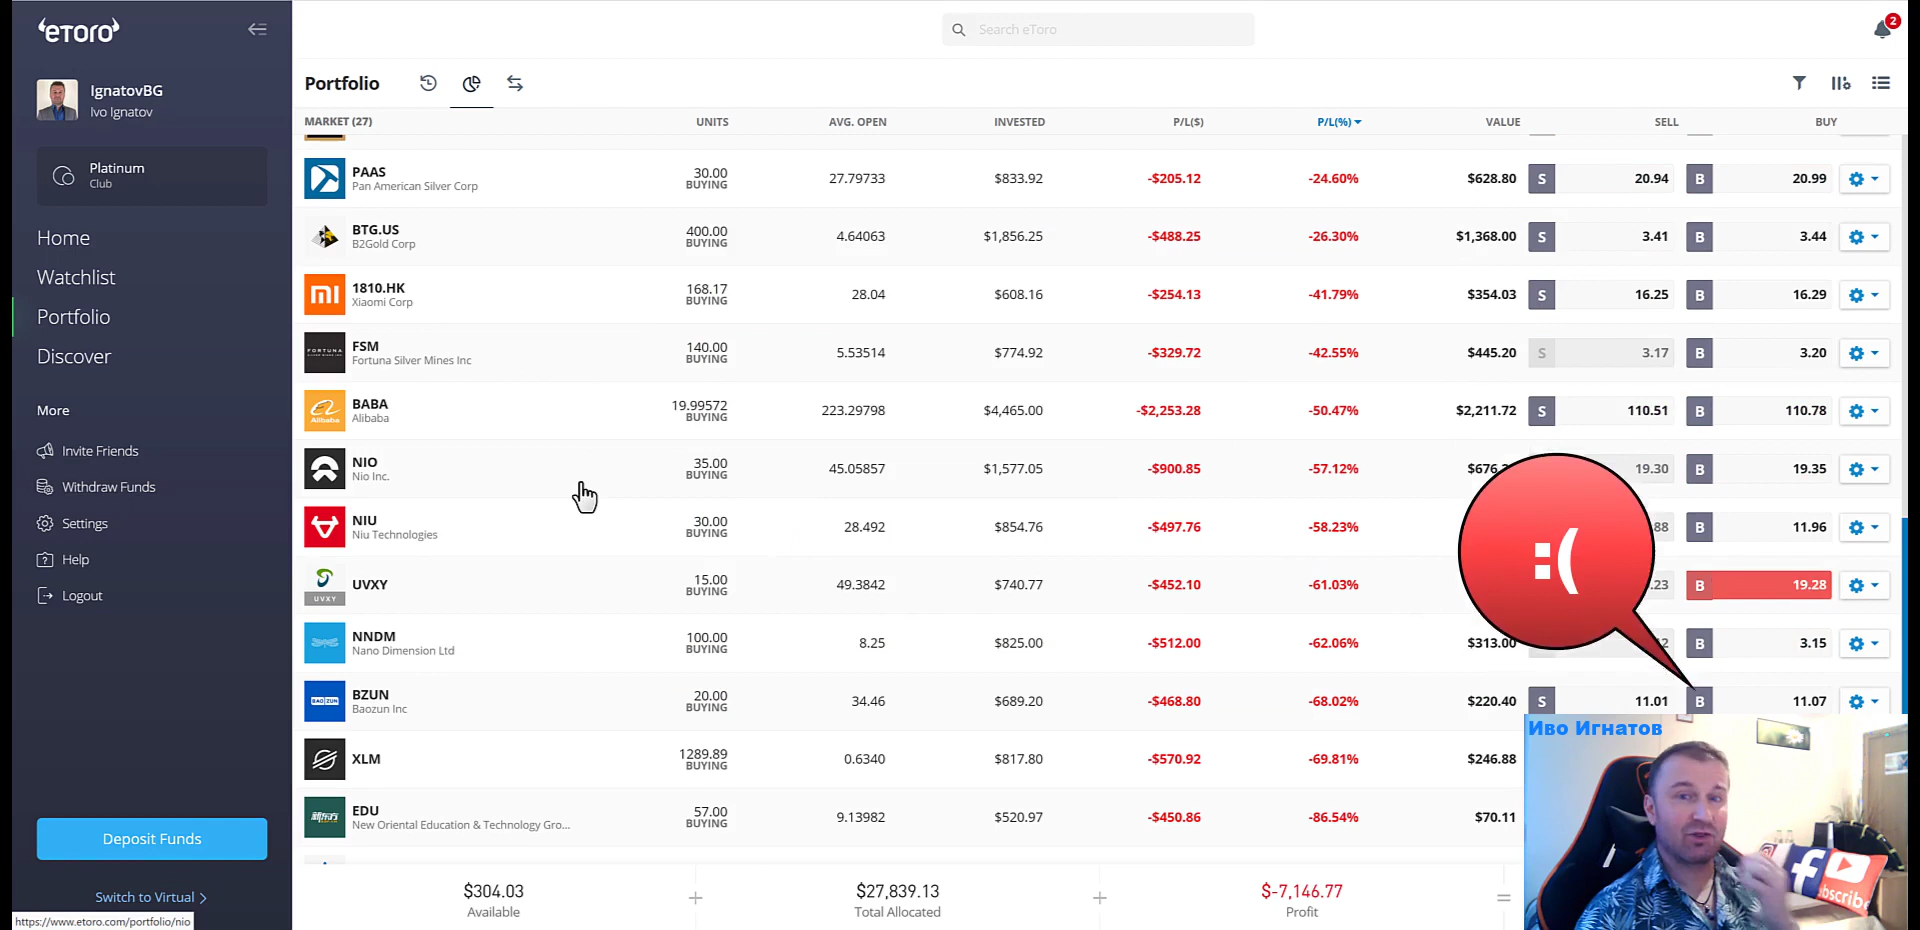 eToro
Search eToro
2
IgnatovBG
Ivo Ignatov
Platinum
Club
Home
Watchlist
Portfolio
Discover
More
Invite Friends
Withdraw Funds
Settings
Help
Logout
Deposit Funds
Switch to Virtual
https://www.etoro.com/portfolio/nio
Portfolio
MARKET (27) UNITS AVG. OPEN INVESTED P/L($) P/L(%) VALUE SELL BUY
PAAS
Pan American Silver Corp
30.00 BUYING 27.79733 $833.92 -$205.12 -24.60% $628.80 S 20.94 B 20.99
BTG.US
B2Gold Corp
400.00 BUYING 4.64063 $1,856.25 -$488.25 -26.30% $1,368.00 S 3.41 B 3.44
1810.HK
Xiaomi Corp
168.17 BUYING 28.04 $608.16 -$254.13 -41.79% $354.03 S 16.25 B 16.29
FORTUNA
FSM
Fortuna Silver Mines Inc
140.00 BUYING 5.53514 $774.92 -$329.72 -42.55% $445.20 S 3.17 B 3.20
Alibaba
BABA
Alibaba
19.99572 BUYING 223.29798 $4,465.00 -$2,253.28 -50.47% $2,211.72 S 110.51 B 110.78
NIO
Nio Inc.
35.00 BUYING 45.05857 $1,577.05 -$900.85 -57.12% 19.30 B 19.35
NIU
Niu Technologies
30.00 BUYING 28.492 $854.76 -$497.76 -58.23% 88 B 11.96
UVXY
UVXY
15.00 BUYING 49.3842 $740.77 -$452.10 -61.03% .23 B 19.28
NNDM
Nano Dimension Ltd
100.00 BUYING 8.25 $825.00 -$512.00 -62.06% $313.00 B 3.15
BAOZUN
BZUN
Baozun Inc
20.00 BUYING 34.46 $689.20 -$468.80 -68.02% $220.40 S 11.01 B 11.07
XLM
1289.89 BUYING 0.6340 $817.80 -$570.92 -69.81% $246.88
新东方
EDU
New Oriental Education & Technology Gro...
57.00 BUYING 9.13982 $520.97 -$450.86 -86.54% $70.11
:(
Иво Игнатов
$304.03 + $27,839.13 + $-7,146.77 =
Available Total Allocated Profit